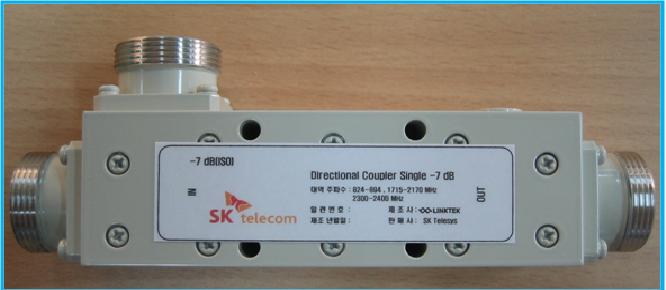 -7 dB(ISO)
Directional Coupler Single -7 dB
IN
대역 주파수 : 824-894 , 1715-2170 MHz
2300-2400 MHz
OUT
SK telecom
일련번호 :
제조사 : LINKTEK
제조년월일 :
판매사 : SK Telesys